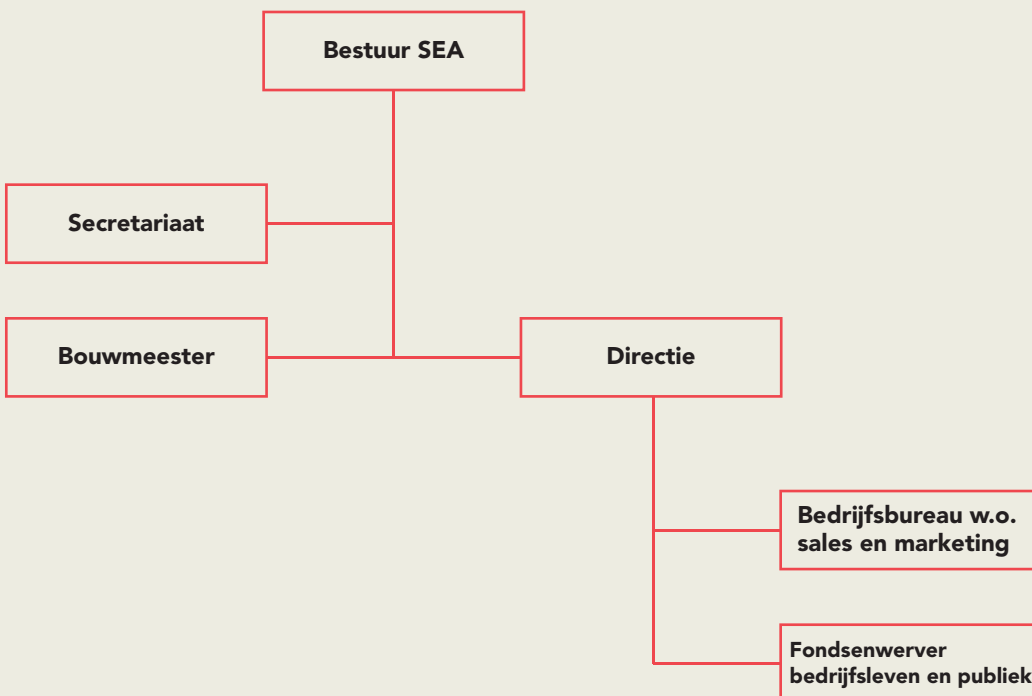 Bestuur SEA
Secretariaat
Bouwmeester
Directie
Bedrijfsbureau w.o.
sales en marketing
Fondsenwerver
bedrijfsleven en publiek